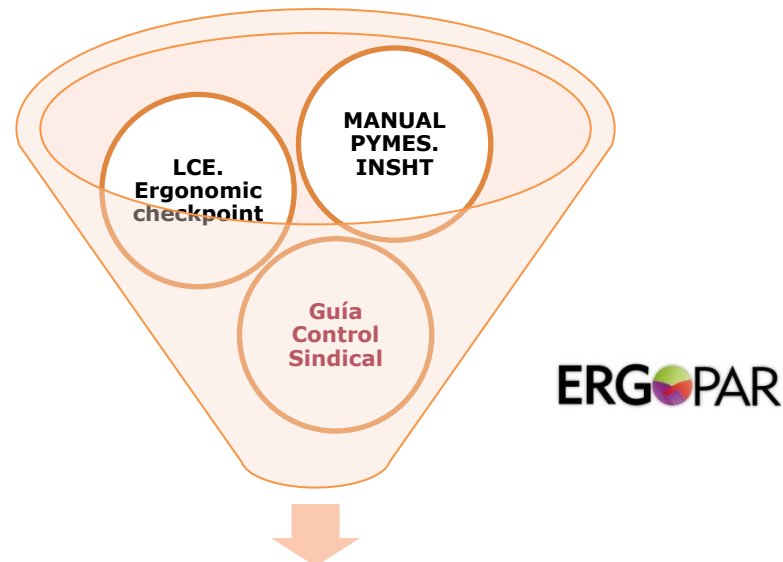 MANUAL
PYMES.
INSHT
LCE.
Ergonomic
checkpoint
Guía
Control
Sindical
ERGOPAR